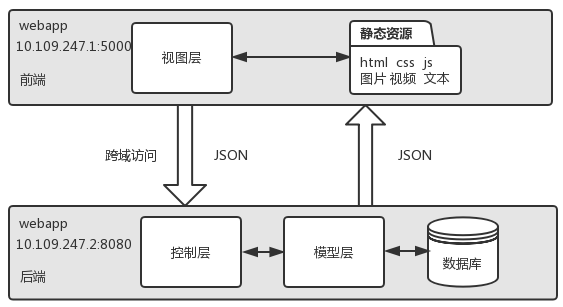 webapp
10.109.247.1:5000
前端
视图层
静态资源
html css js
图片 视频 文本
跨域访问
JSON
JSON
webapp
10.109.247.2:8080
后端
控制层
模型层
数据库